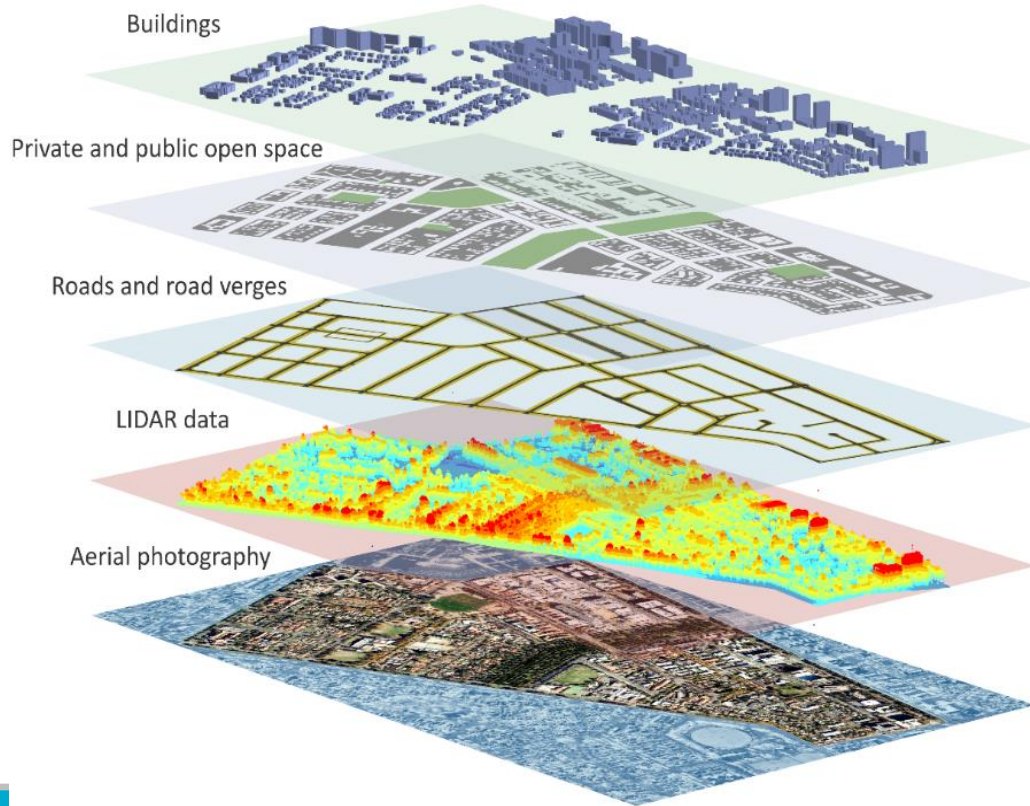 Buildings
Private and public open space
Roads and road verges
LIDAR data
Aerial photography